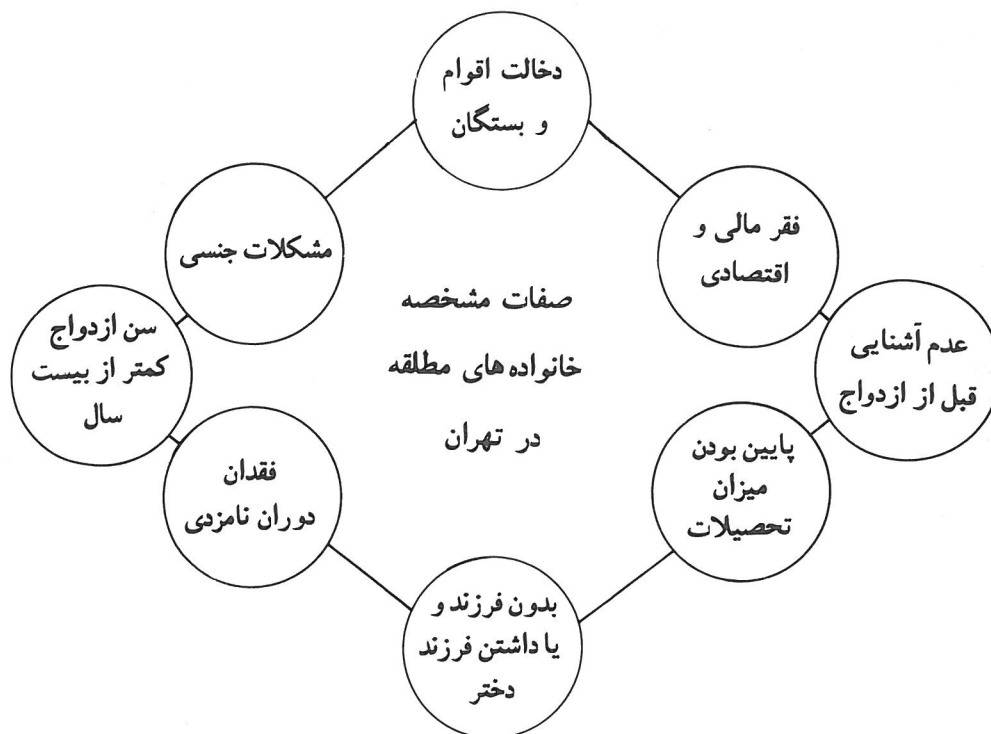 دخالت اقوام
و بستگان
فقر مالی و
اقتصادی
عدم آشنایی
قبل از ازدواج
پایین بودن
میزان
تحصیلات
بدون فرزند و
یا داشتن فرزند
دختر
فقدان
دوران نامزدی
سن ازدواج
کمتر از بیست
سال
مشکلات جنسی
صفات مشخصه
خانواده‌های مطلقه
در تهران